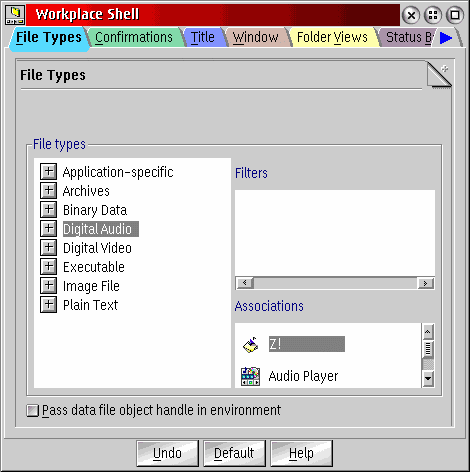 Workplace Shell
File Types Confirmations Title Window Folder Views Status B
File Types
File types
Application-specific
Archives
Binary Data
Digital Audio
Digital Video
Executable
Image File
Plain Text
Filters
Associations
Z!
Audio Player
Pass data file object handle in environment
Undo Default Help